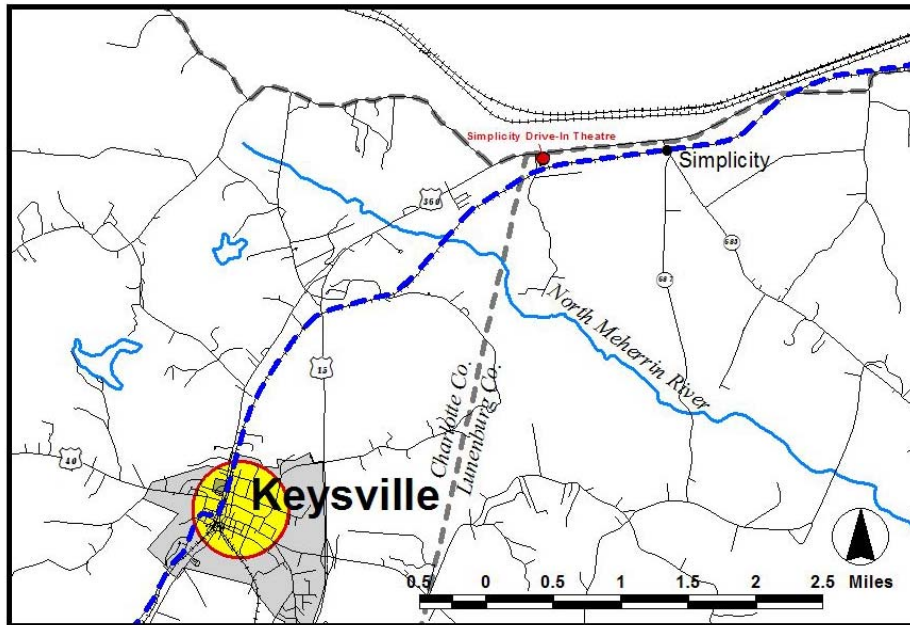 Simplicity Drive-In Theatre
Simplicity
360
683
687
North Meherrin River
15
Charlotte Co.
Lunenburg Co.
40
Keysville
0.5 0 0.5 1 1.5 2 2.5 Miles